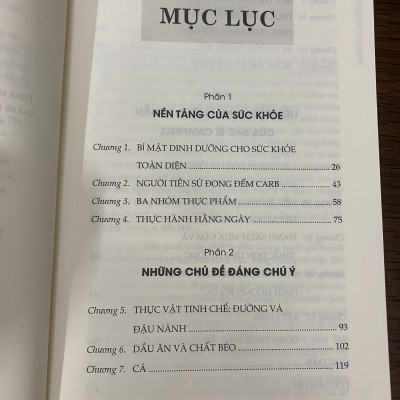 MỤC LỤC
Phần 1
NỀN TẢNG CỦA SỨC KHỎE
Chương 1. BÍ MẬT DINH DƯỠNG CHO SỨC KHỎE
TOÀN DIỆN 26
Chương 2. NGƯỜI TIỀN SỬ ĐONG ĐẾM CARB 43
Chương 3. BA NHÓM THỰC PHẨM 58
Chương 4. THỰC HÀNH HẰNG NGÀY 75
Phần 2
NHỮNG CHỦ ĐỀ ĐÁNG CHÚ Ý
Chương 5. THỰC VẬT TINH CHẾ: ĐƯỜNG VÀ
ĐẬU NÀNH 93
Chương 6. DẦU ĂN VÀ CHẤT BÉO 102
Chương 7. CÁ 119